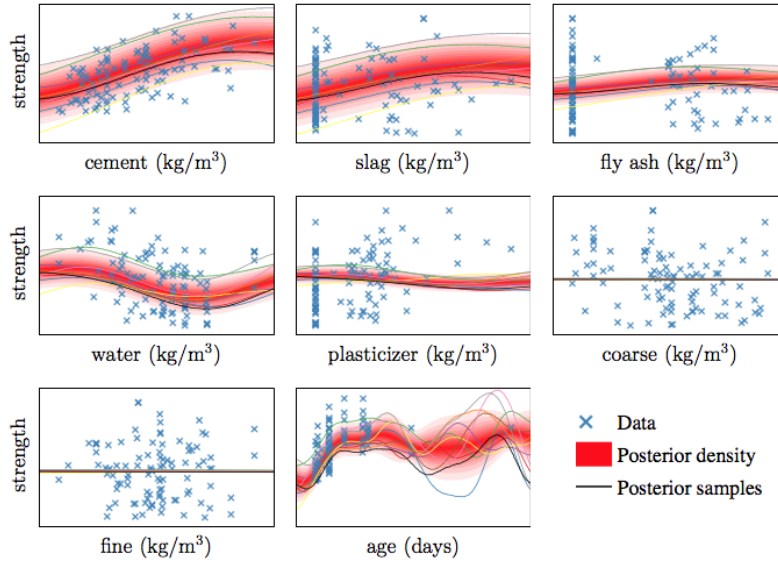 strength
cement (kg/m³)
slag (kg/m³)
fly ash (kg/m³)
strength
water (kg/m³)
plasticizer (kg/m³)
coarse (kg/m³)
strength
fine (kg/m³)
age (days)
Data
Posterior density
Posterior samples